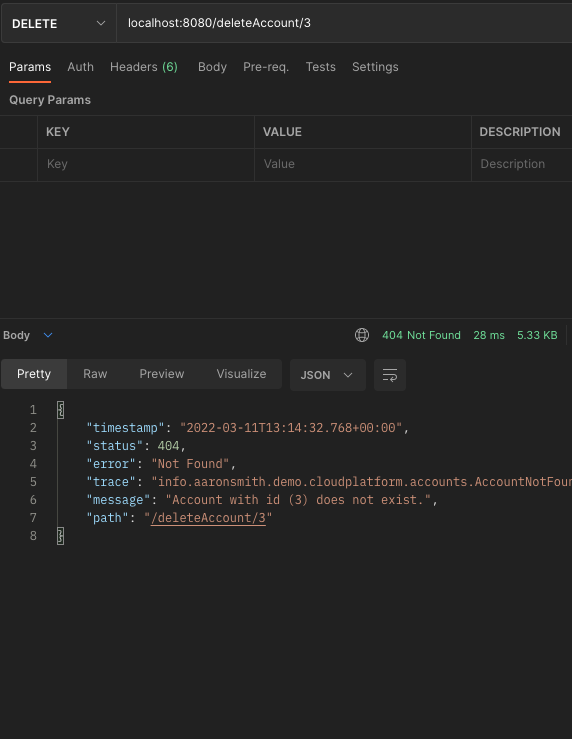 DELETE localhost:8080/deleteAccount/3
Params Auth Headers (6) Body Pre-req. Tests Settings
Query Params
KEY VALUE DESCRIPTION
Key Value Description
Body 404 Not Found 28 ms 5.33 KB
Pretty Raw Preview Visualize JSON
1 {
2 "timestamp": "2022-03-11T13:14:32.768+00:00",
3 "status": 404,
4 "error": "Not Found",
5 "trace": "info.aaronsmith.demo.cloudplatform.accounts.AccountNotFou
6 "message": "Account with id (3) does not exist.",
7 "path": "/deleteAccount/3"
8 }